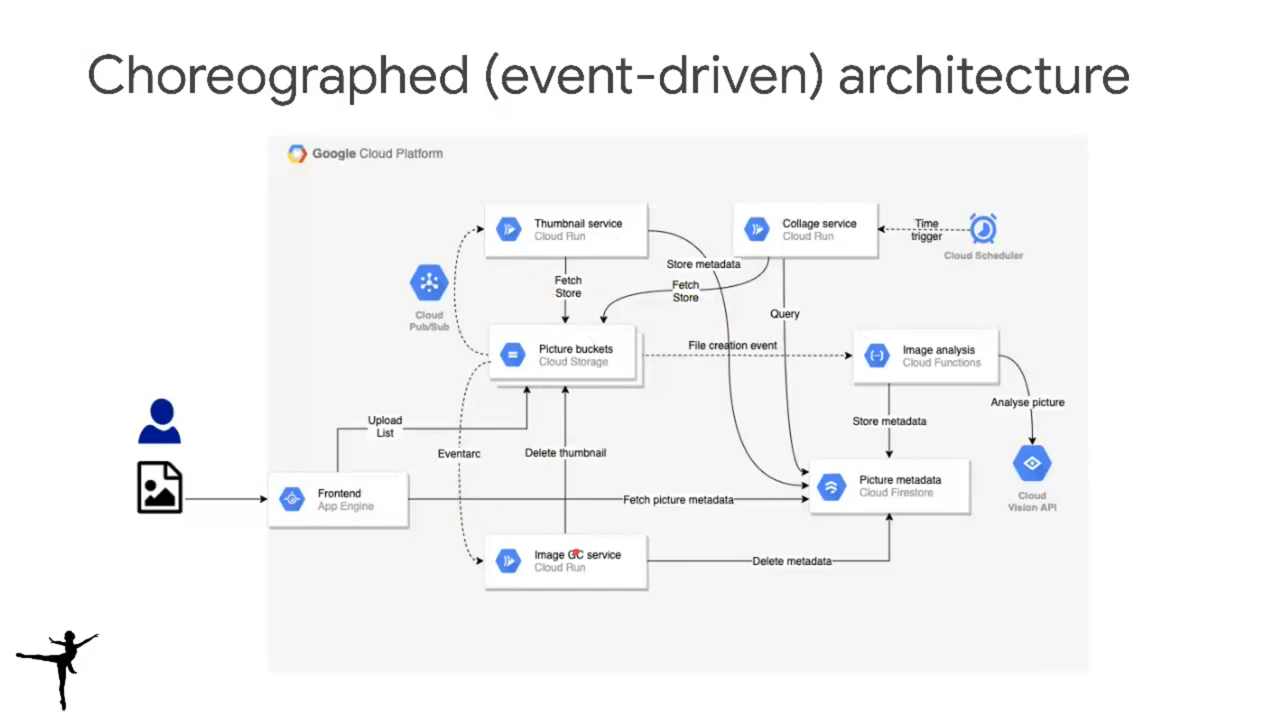 Choreographed (event-driven) architecture
Google Cloud Platform
Thumbnail service
Cloud Run
Collage service
Cloud Run
Time
trigger
Cloud Scheduler
Store metadata
Fetch
Store
Fetch
Store
Cloud
Pub/Sub
Query
Picture buckets
Cloud Storage
File creation event
Image analysis
Cloud Functions
Analyse picture
Upload
List
Store metadata
Eventarc
Delete thumbnail
Picture metadata
Cloud Firestore
Cloud
Vision API
Frontend
App Engine
Fetch picture metadata
Image GC service
Cloud Run
Delete metadata